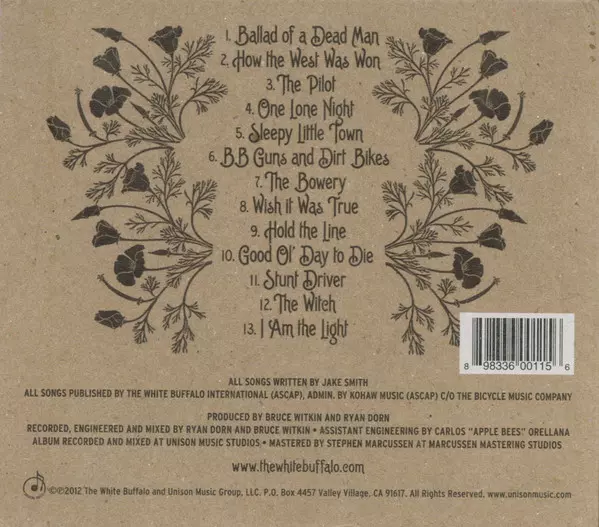 1. Ballad of a Dead Man
2. How the West Was Won
3. The Pilot
4. One Lone Night
5. Sleepy Little Town
6. B.B Guns and Dirt Bikes
7. The Bowery
8. Wish it Was True
9. Hold the Line
10. Good Ol' Day to Die
11. Stunt Driver
12. The Witch
13. I Am the Light
8 98336 00115 6
ALL SONGS WRITTEN BY JAKE SMITH
ALL SONGS PUBLISHED BY THE WHITE BUFFALO INTERNATIONAL (ASCAP), ADMIN. BY KOHAW MUSIC (ASCAP) C/O THE BICYCLE MUSIC COMPANY
PRODUCED BY BRUCE WITKIN AND RYAN DORN
RECORDED, ENGINEERED AND MIXED BY RYAN DORN AND BRUCE WITKIN • ASSISTANT ENGINEERING BY CARLOS "APPLE BEES" ORELLANA
ALBUM RECORDED AND MIXED AT UNISON MUSIC STUDIOS • MASTERED BY STEPHEN MARCUSSEN AT MARCUSSEN MASTERING STUDIOS
www.thewhitebuffalo.com
©℗2012 The White Buffalo and Unison Music Group, LLC. P.O. Box 4457 Valley Village, CA 91617. All Rights Reserved. www.unisonmusic.com